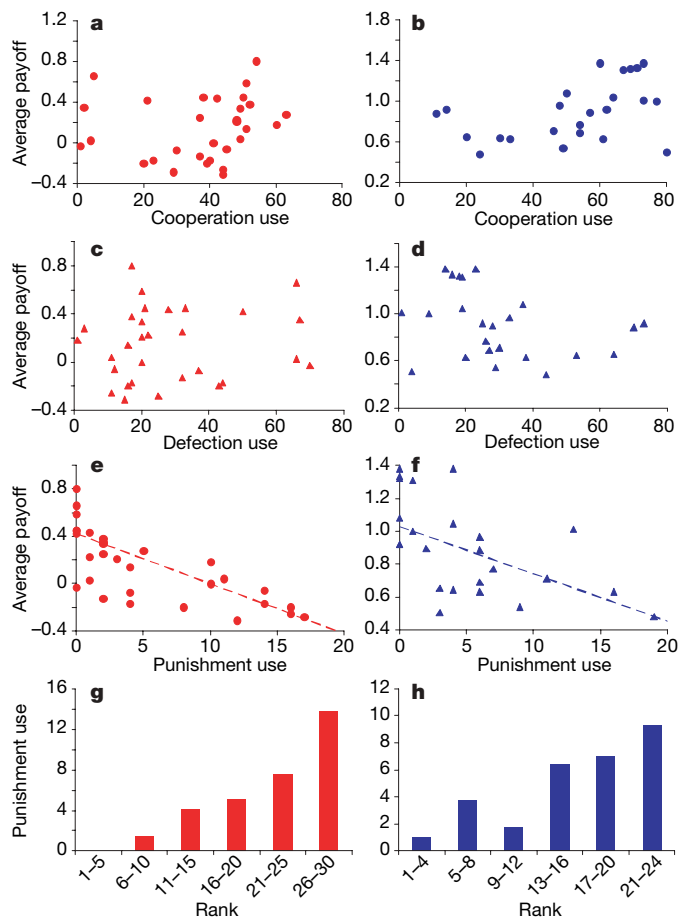 a
Average payoff
1.2
0.8
0.4
0
–0.4
0 20 40 60 80
Cooperation use
b
1.8
1.4
1.0
0.6
0.2
0 20 40 60 80
Cooperation use
c
Average payoff
0.8
0.4
0
–0.4
0 20 40 60 80
Defection use
d
1.4
1.0
0.6
0.2
0 20 40 60 80
Defection use
e
Average payoff
0.8
0.4
0
–0.4
0 5 10 15 20
Punishment use
f
1.4
1.2
1.0
0.8
0.6
0.4
0 5 10 15 20
Punishment use
g
Punishment use
16
12
8
4
0
1–5 6–10 11–15 16–20 21–25 26–30
Rank
h
12
10
8
6
4
2
0
1–4 5–8 9–12 13–16 17–20 21–24
Rank